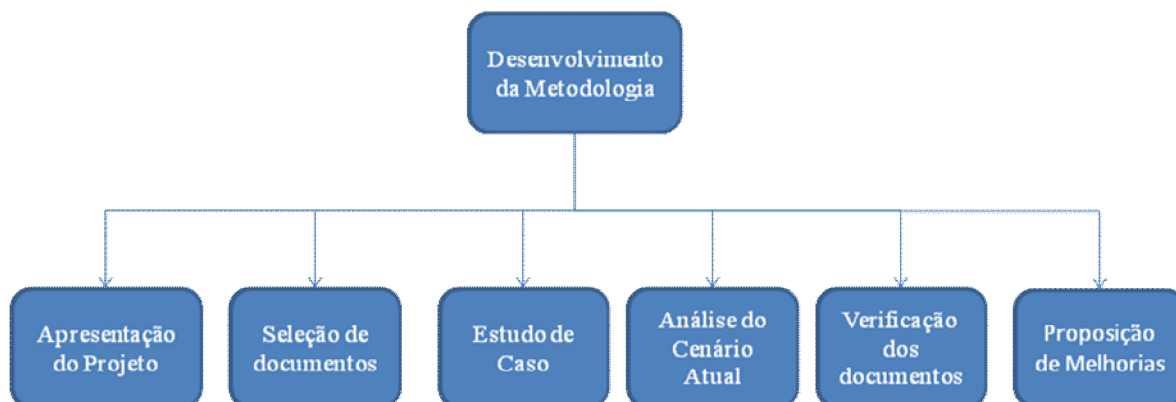 Desenvolvimento
da Metodologia
Apresentação
do Projeto
Seleção de
documentos
Estudo de
Caso
Análise do
Cenário
Atual
Verificação
dos
documentos
Proposição
de Melhorias